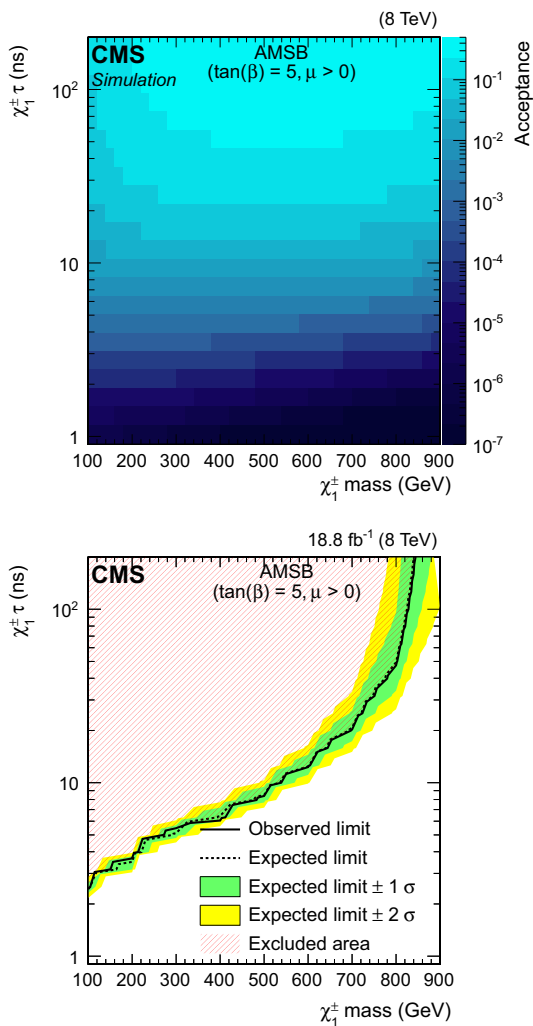 (8 TeV)
CMS
Simulation
AMSB
(tan(β) = 5, μ > 0)
χ₁± τ (ns)
10²
10
1
100 200 300 400 500 600 700 800 900
χ₁± mass (GeV)
10⁻¹
10⁻²
10⁻³
10⁻⁴
10⁻⁵
10⁻⁶
10⁻⁷
Acceptance
18.8 fb⁻¹ (8 TeV)
CMS
AMSB
(tan(β) = 5, μ > 0)
χ₁± τ (ns)
10²
10
1
Observed limit
Expected limit
Expected limit ± 1 σ
Expected limit ± 2 σ
Excluded area
100 200 300 400 500 600 700 800 900
χ₁± mass (GeV)